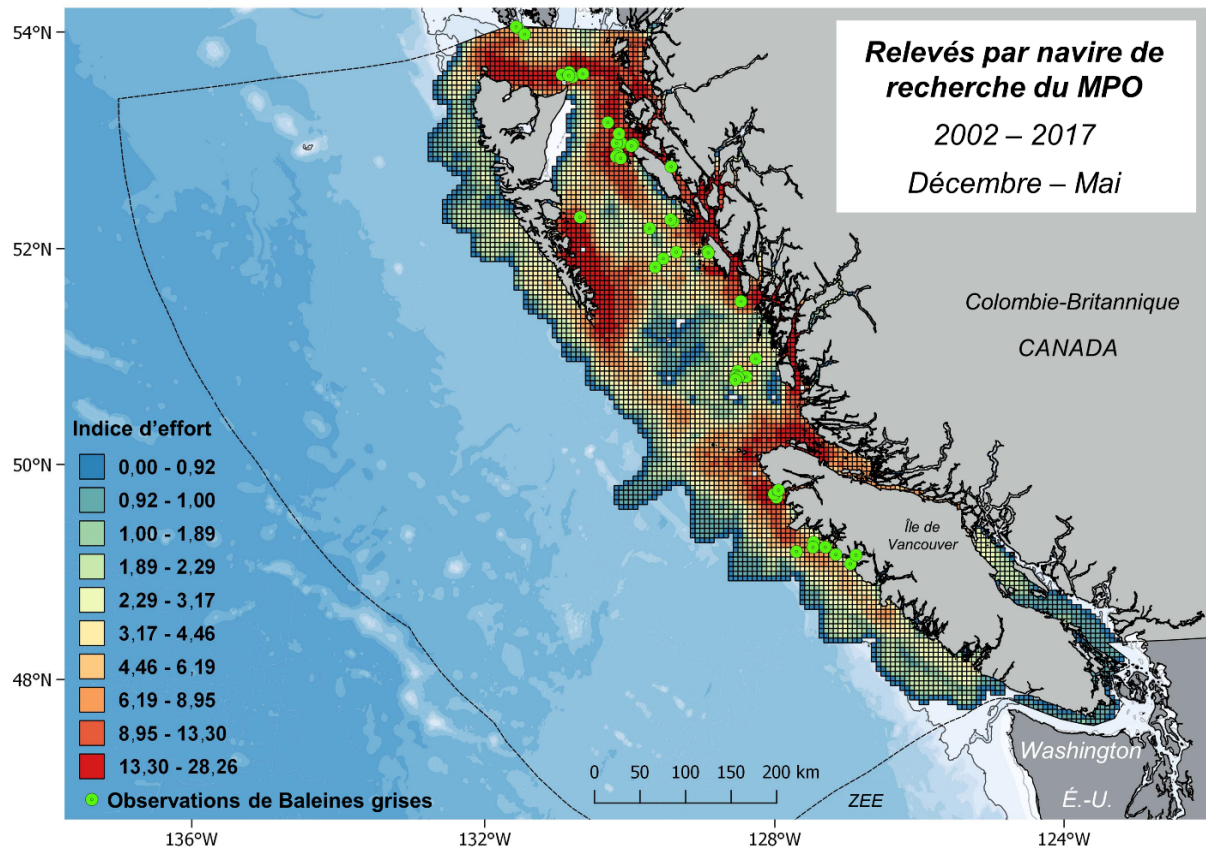 54°N
52°N
50°N
48°N
Relevés par navire de
recherche du MPO
2002 – 2017
Décembre – Mai
Colombie-Britannique
CANADA
Île de
Vancouver
Indice d'effort
0,00 - 0,92
0,92 - 1,00
1,00 - 1,89
1,89 - 2,29
2,29 - 3,17
3,17 - 4,46
4,46 - 6,19
6,19 - 8,95
8,95 - 13,30
13,30 - 28,26
Observations de Baleines grises
0 50 100 150 200 km
ZEE
Washington
É.-U.
136°W
132°W
128°W
124°W